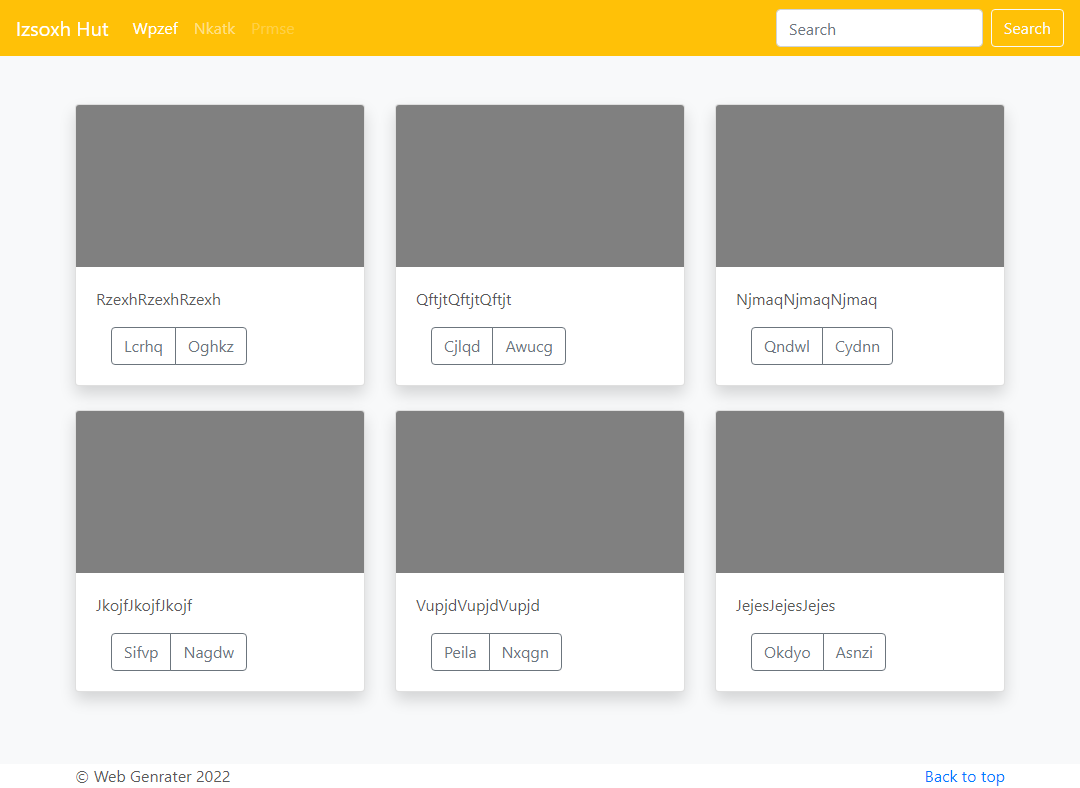 Izsoxh Hut Wpzef Nkatk Prmse Search Search
RzexhRzexhRzexh QftjtQftjtQftjt NjmaqNjmaqNjmaq
Lcrhq Oghkz Cjlqd Awucg Qndwl Cydnn
JkojfJkojfJkojf VupjdVupjdVupjd JejesJejesJejes
Sifvp Nagdw Peila Nxqgn Okdyo Asnzi
© Web Genrater 2022 Back to top